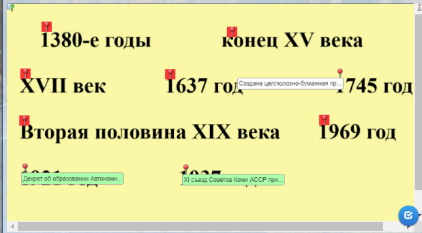 1380-е годы конец XV века
XVII век 1637 год Создана целлюлозно-бумажная пр... 1745 год
Вторая половина XIX века 1969 год
Декрет об образовании Автономн... XI съезд Советов Коми АССР при...